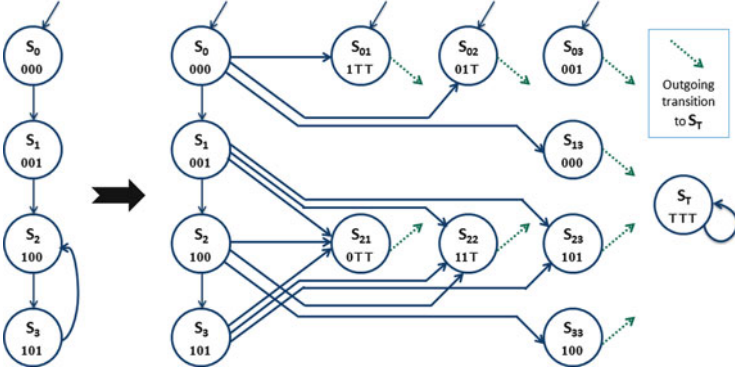 S0
000
S1
001
S2
100
S3
101
S0
000
S01
1TT
S02
01T
S03
001
Outgoing
transition
to ST
S1
001
S13
000
ST
TTT
S2
100
S21
0TT
S22
11T
S23
101
S3
101
S33
100